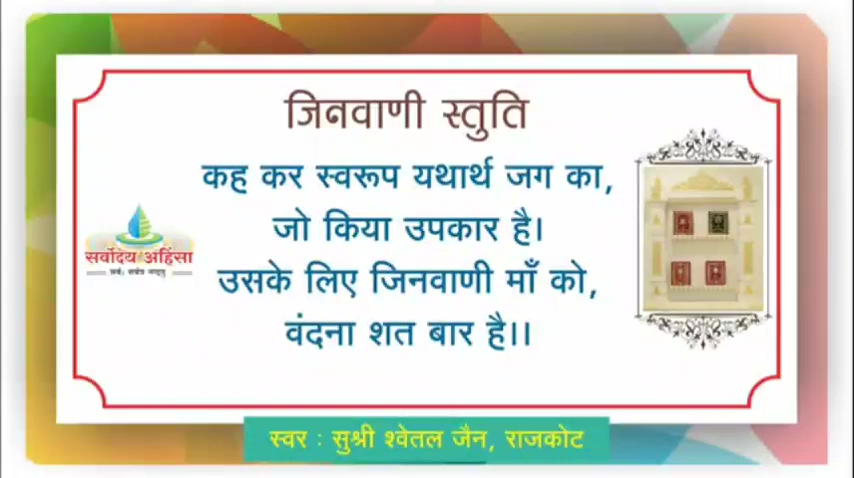 जिनवाणी स्तुति
कह कर स्वरूप यथार्थ जग का,
जो किया उपकार है।
उसके लिए जिनवाणी माँ को,
वंदना शत बार है।।
सर्वोदय अहिंसा
स्वर : सुश्री श्वेतल जैन, राजकोट